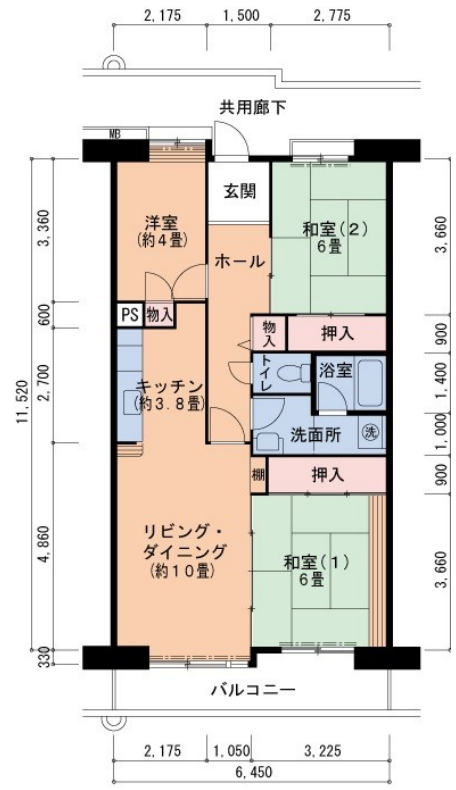 2,175
1,500
2,775
共用廊下
MB
玄関
洋室
(約4畳)
和室(2)
6畳
ホール
3,360
3,660
PS
物入
物入
押入
600
900
トイレ
浴室
キッチン
(約3.8畳)
2,700
1,400
11,520
洗面所
洗
1,000
棚
押入
900
リビング・
ダイニング
(約10畳)
和室(1)
6畳
4,860
3,660
330
バルコニー
2,175
1,050
3,225
6,450